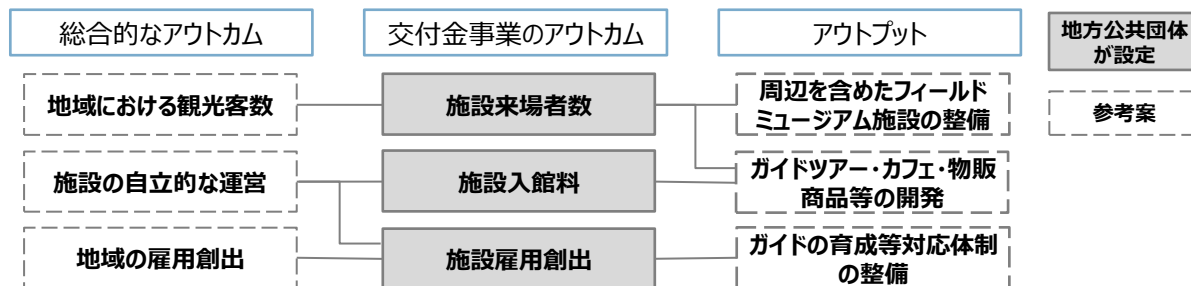 総合的なアウトカム
交付金事業のアウトカム
アウトプット
地方公共団体
が設定
地域における観光客数
施設来場者数
周辺を含めたフィールド
ミュージアム施設の整備
参考案
施設の自立的な運営
施設入館料
ガイドツアー・カフェ・物販
商品等の開発
地域の雇用創出
施設雇用創出
ガイドの育成等対応体制
の整備